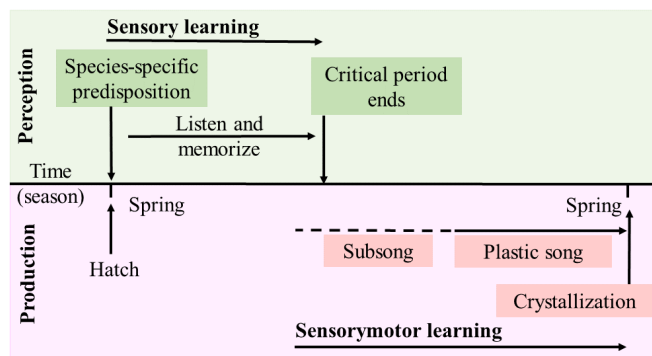 Sensory learning
Perception
Species-specific
predisposition
Critical period
ends
Listen and
memorize
Time
(season)
Spring
Spring
Production
Hatch
Subsong
Plastic song
Crystallization
Sensorymotor learning